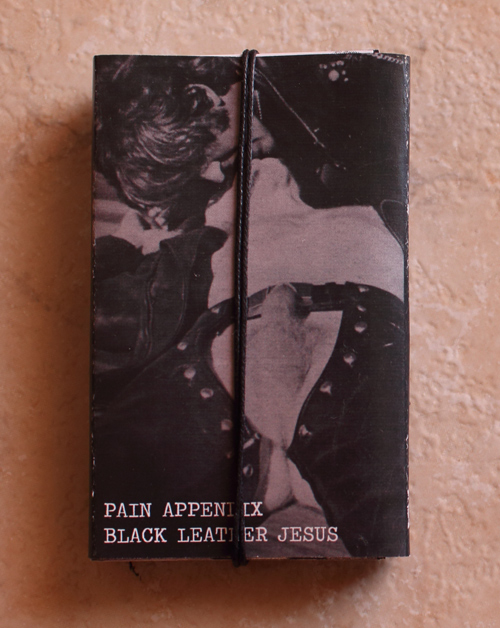 PAIN APPENDIX
BLACK LEATHER JESUS